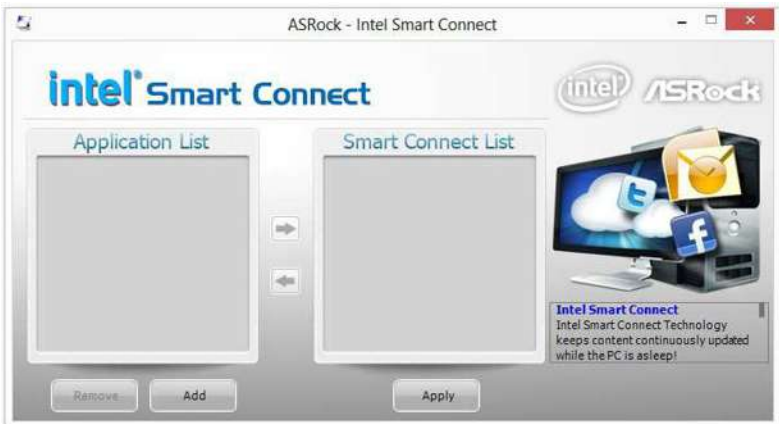 ASRock - Intel Smart Connect
intel® Smart Connect
intel ASRock
Application List
Smart Connect List
Intel Smart Connect
Intel Smart Connect Technology
keeps content continuously updated
while the PC is asleep!
Remove
Add
Apply